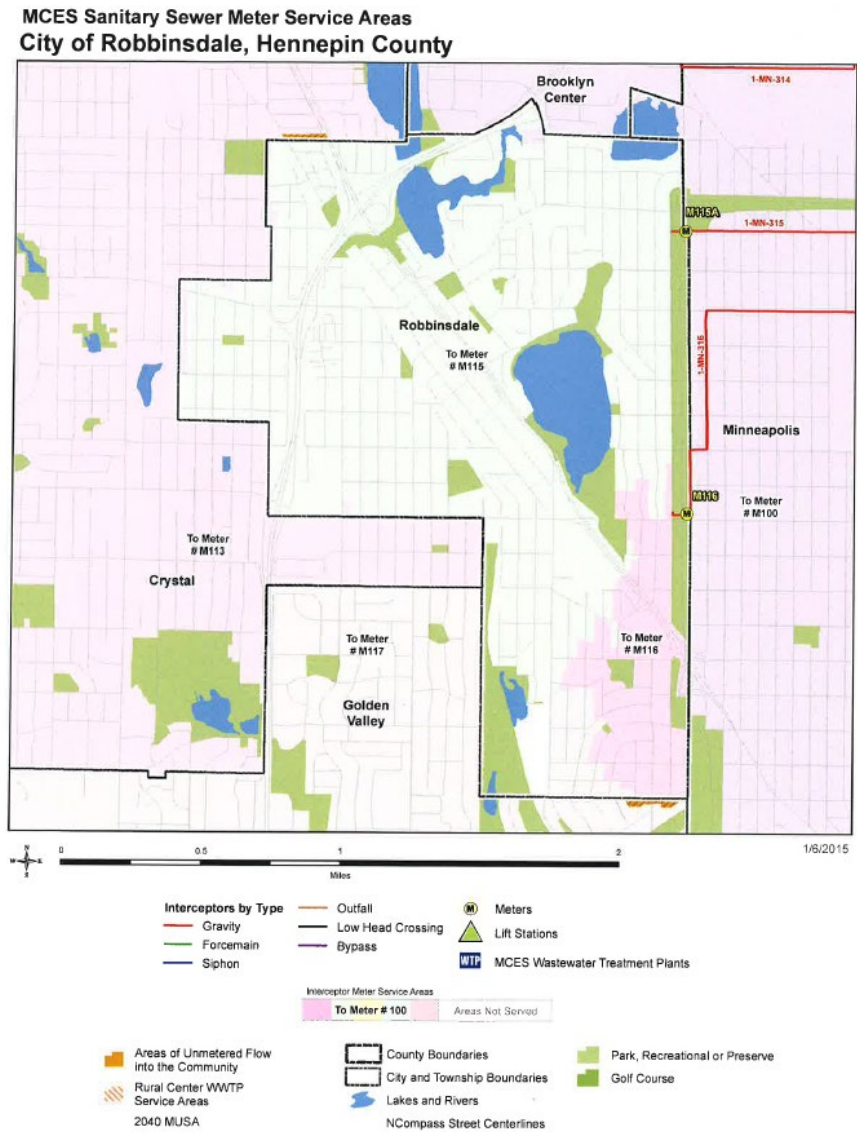 MCES Sanitary Sewer Meter Service Areas
City of Robbinsdale, Hennepin County
Brooklyn
Center
1-MN-314
M115A
1-MN-315
Robbinsdale
To Meter
# M115
1-MN-316
Minneapolis
M116
To Meter
# M100
To Meter
# M113
Crystal
To Meter
# M117
To Meter
# M116
Golden
Valley
1/6/2015
N
W
E
S
0
0.5
1
2
Miles
Interceptors by Type
Gravity
Forcemain
Siphon
Outfall
Low Head Crossing
Bypass
M Meters
Lift Stations
WTP MCES Wastewater Treatment Plants
Interceptor Meter Service Areas
To Meter # 100
Areas Not Served
Areas of Unmetered Flow
into the Community
Rural Center WWTP
Service Areas
2040 MUSA
County Boundaries
City and Township Boundaries
Lakes and Rivers
NCompass Street Centerlines
Park, Recreational or Preserve
Golf Course